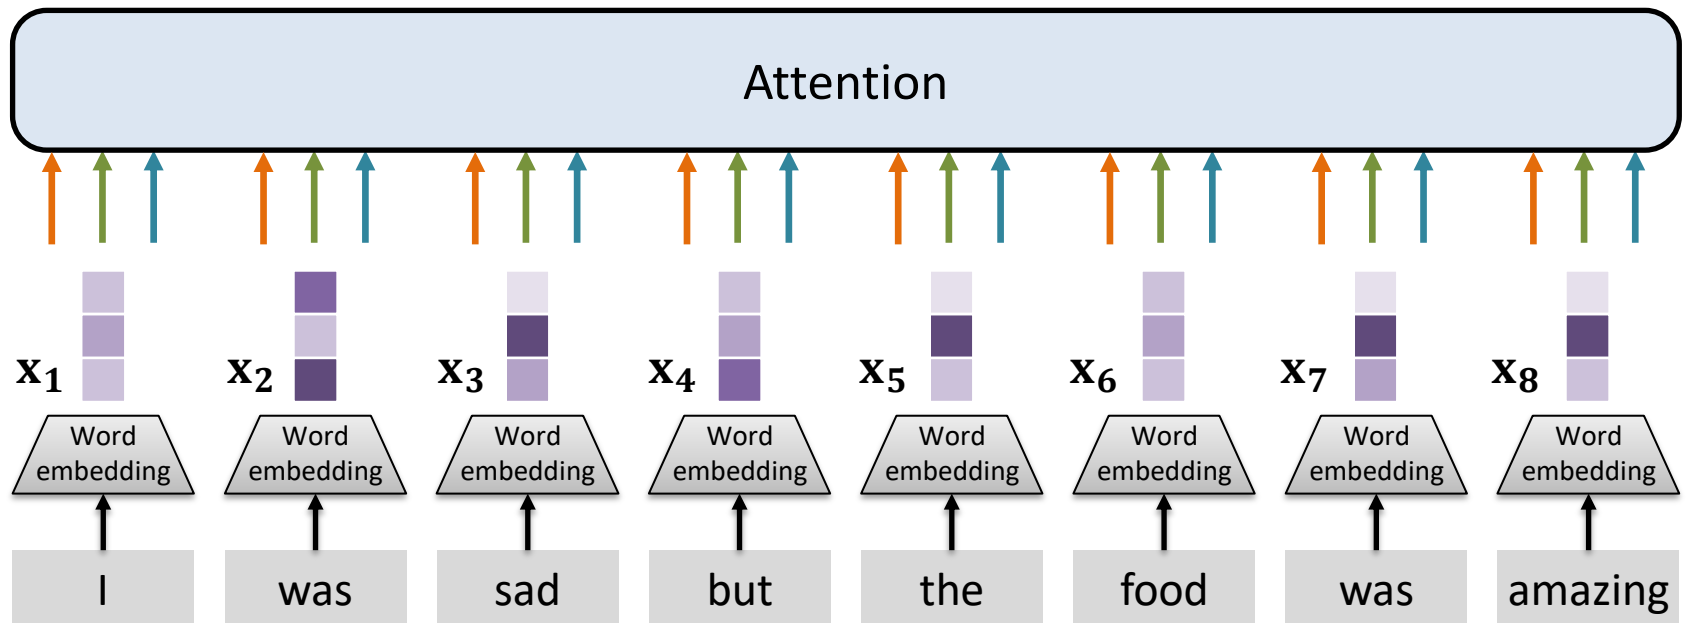 Attention
x₁ x₂ x₃ x₄ x₅ x₆ x₇ x₈
Word Word Word Word Word Word Word Word
embedding embedding embedding embedding embedding embedding embedding embedding
I was sad but the food was amazing